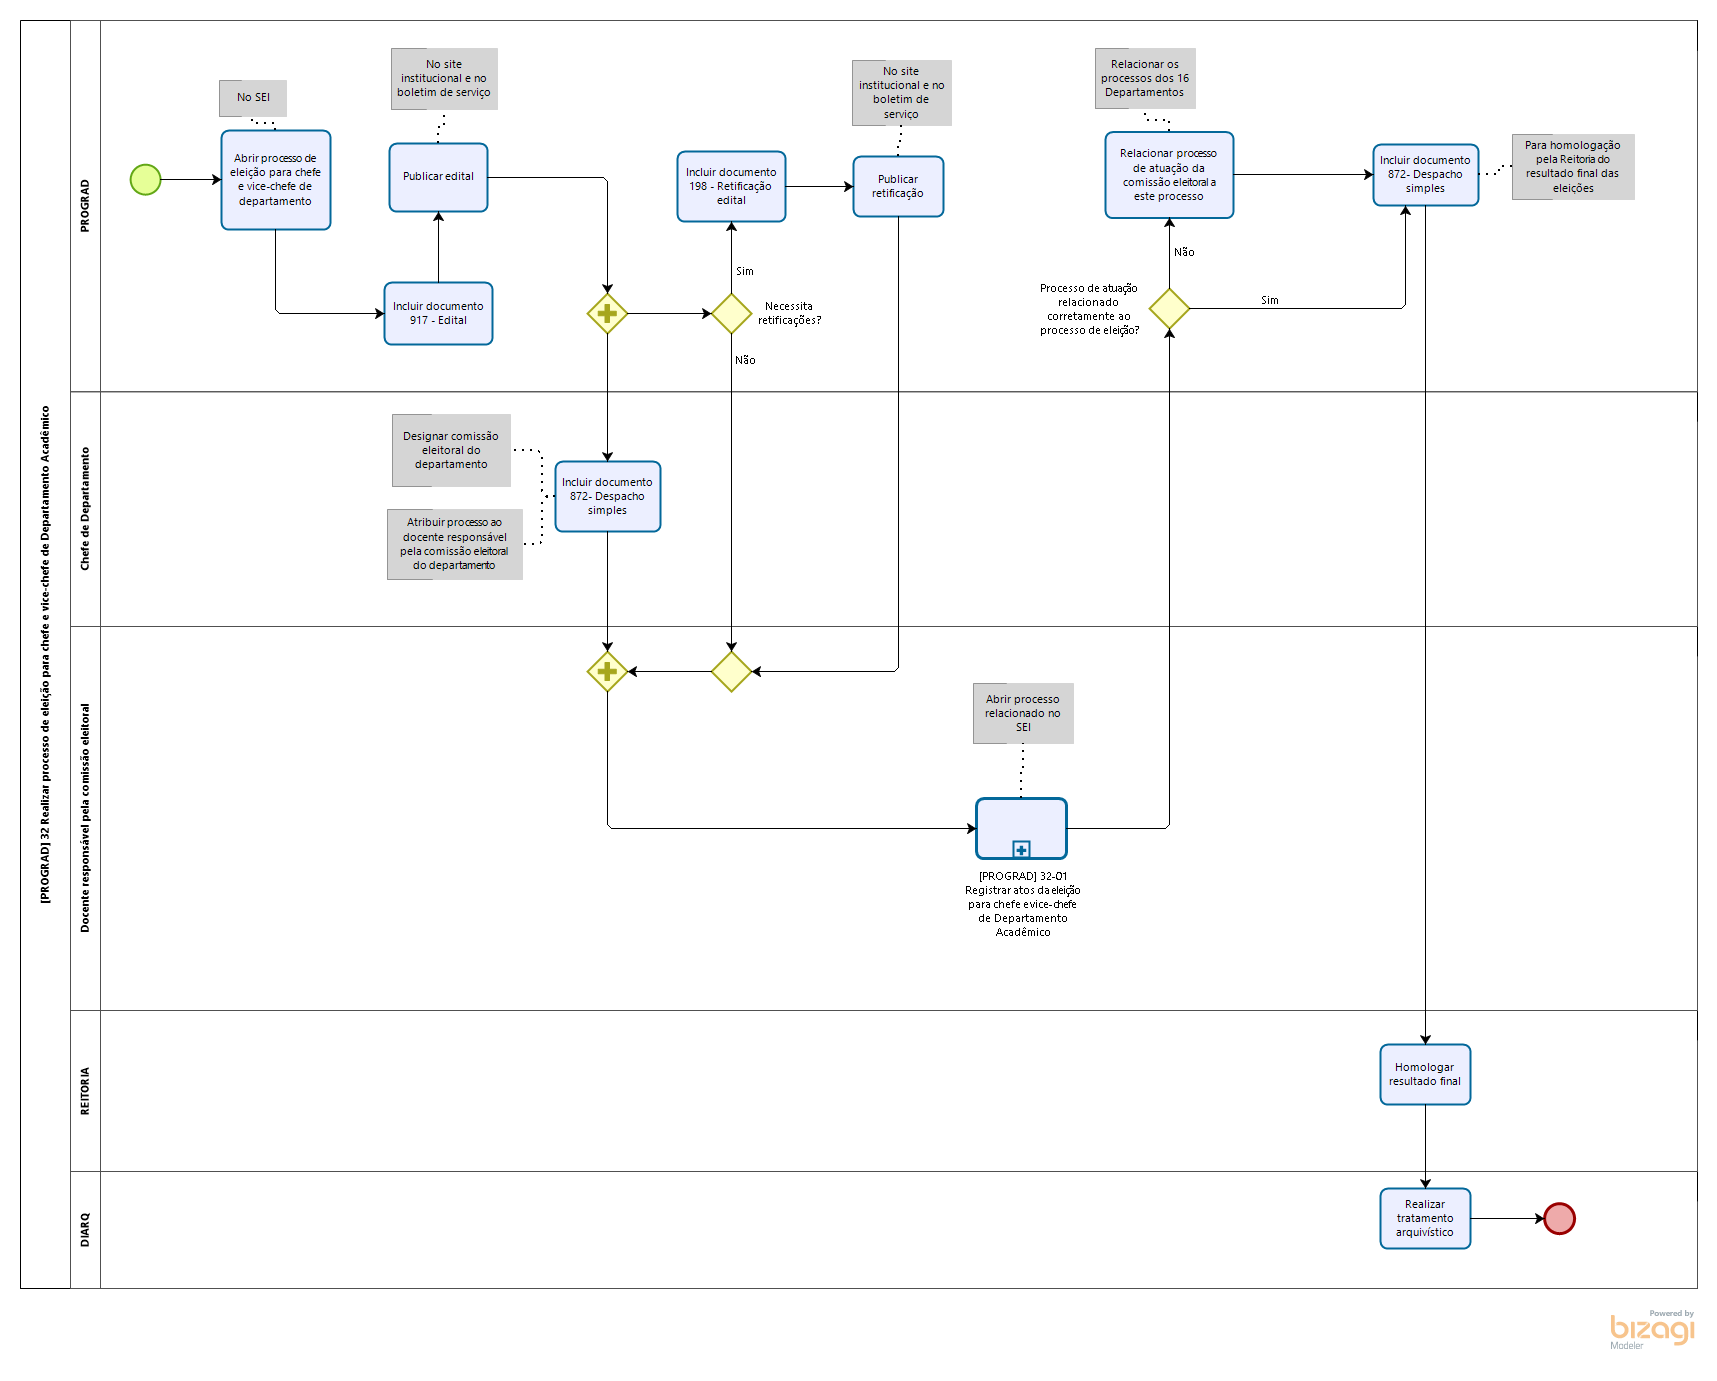 [PROGRAD] 32 Realizar processo de eleição para chefe e vice-chefe de Departamento Acadêmico
PROGRAD
No SEI
Abrir processo de
eleição para chefe
e vice-chefe de
departamento
No site
institucional e no
boletim de serviço
Publicar edital
Incluir documento
917 - Edital
Incluir documento
198 - Retificação
edital
Sim
Necessita
retificações?
Não
No site
institucional e no
boletim de
serviço
Publicar
retificação
Relacionar os
processos dos 16
Departamentos
Relacionar processo
de atuação da
comissão eleitoral a
este processo
Não
Processo de atuação
relacionado
corretamente ao
processo de eleição?
Sim
Incluir documento
872- Despacho
simples
Para homologação
pela Reitoria do
resultado final das
eleições
Chefe de Departamento
Designar comissão
eleitoral do
departamento
Atribuir processo ao
docente responsável
pela comissão eleitoral
do departamento
Incluir documento
872- Despacho
simples
Docente responsável pela comissão eleitoral
Abrir processo
relacionado no
SEI
[PROGRAD] 32-01
Registrar atos da eleição
para chefe e vice-chefe
de Departamento
Acadêmico
REITORIA
Homologar
resultado final
DIARQ
Realizar
tratamento
arquivístico
Powered by
bizagi
Modeler